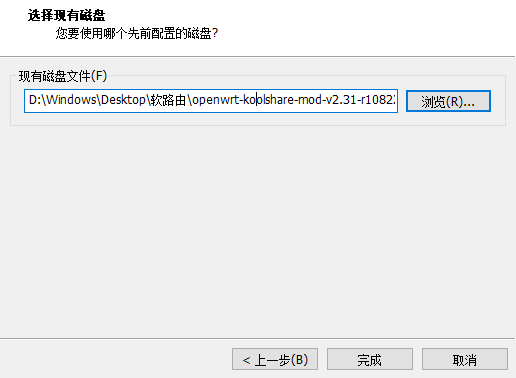 选择现有磁盘
您要使用哪个先前配置的磁盘?
现有磁盘文件(F)
D:\Windows\Desktop\软路由\openwrt-koolshare-mod-v2.31-r1082
浏览(R)...
< 上一步(B)
完成
取消